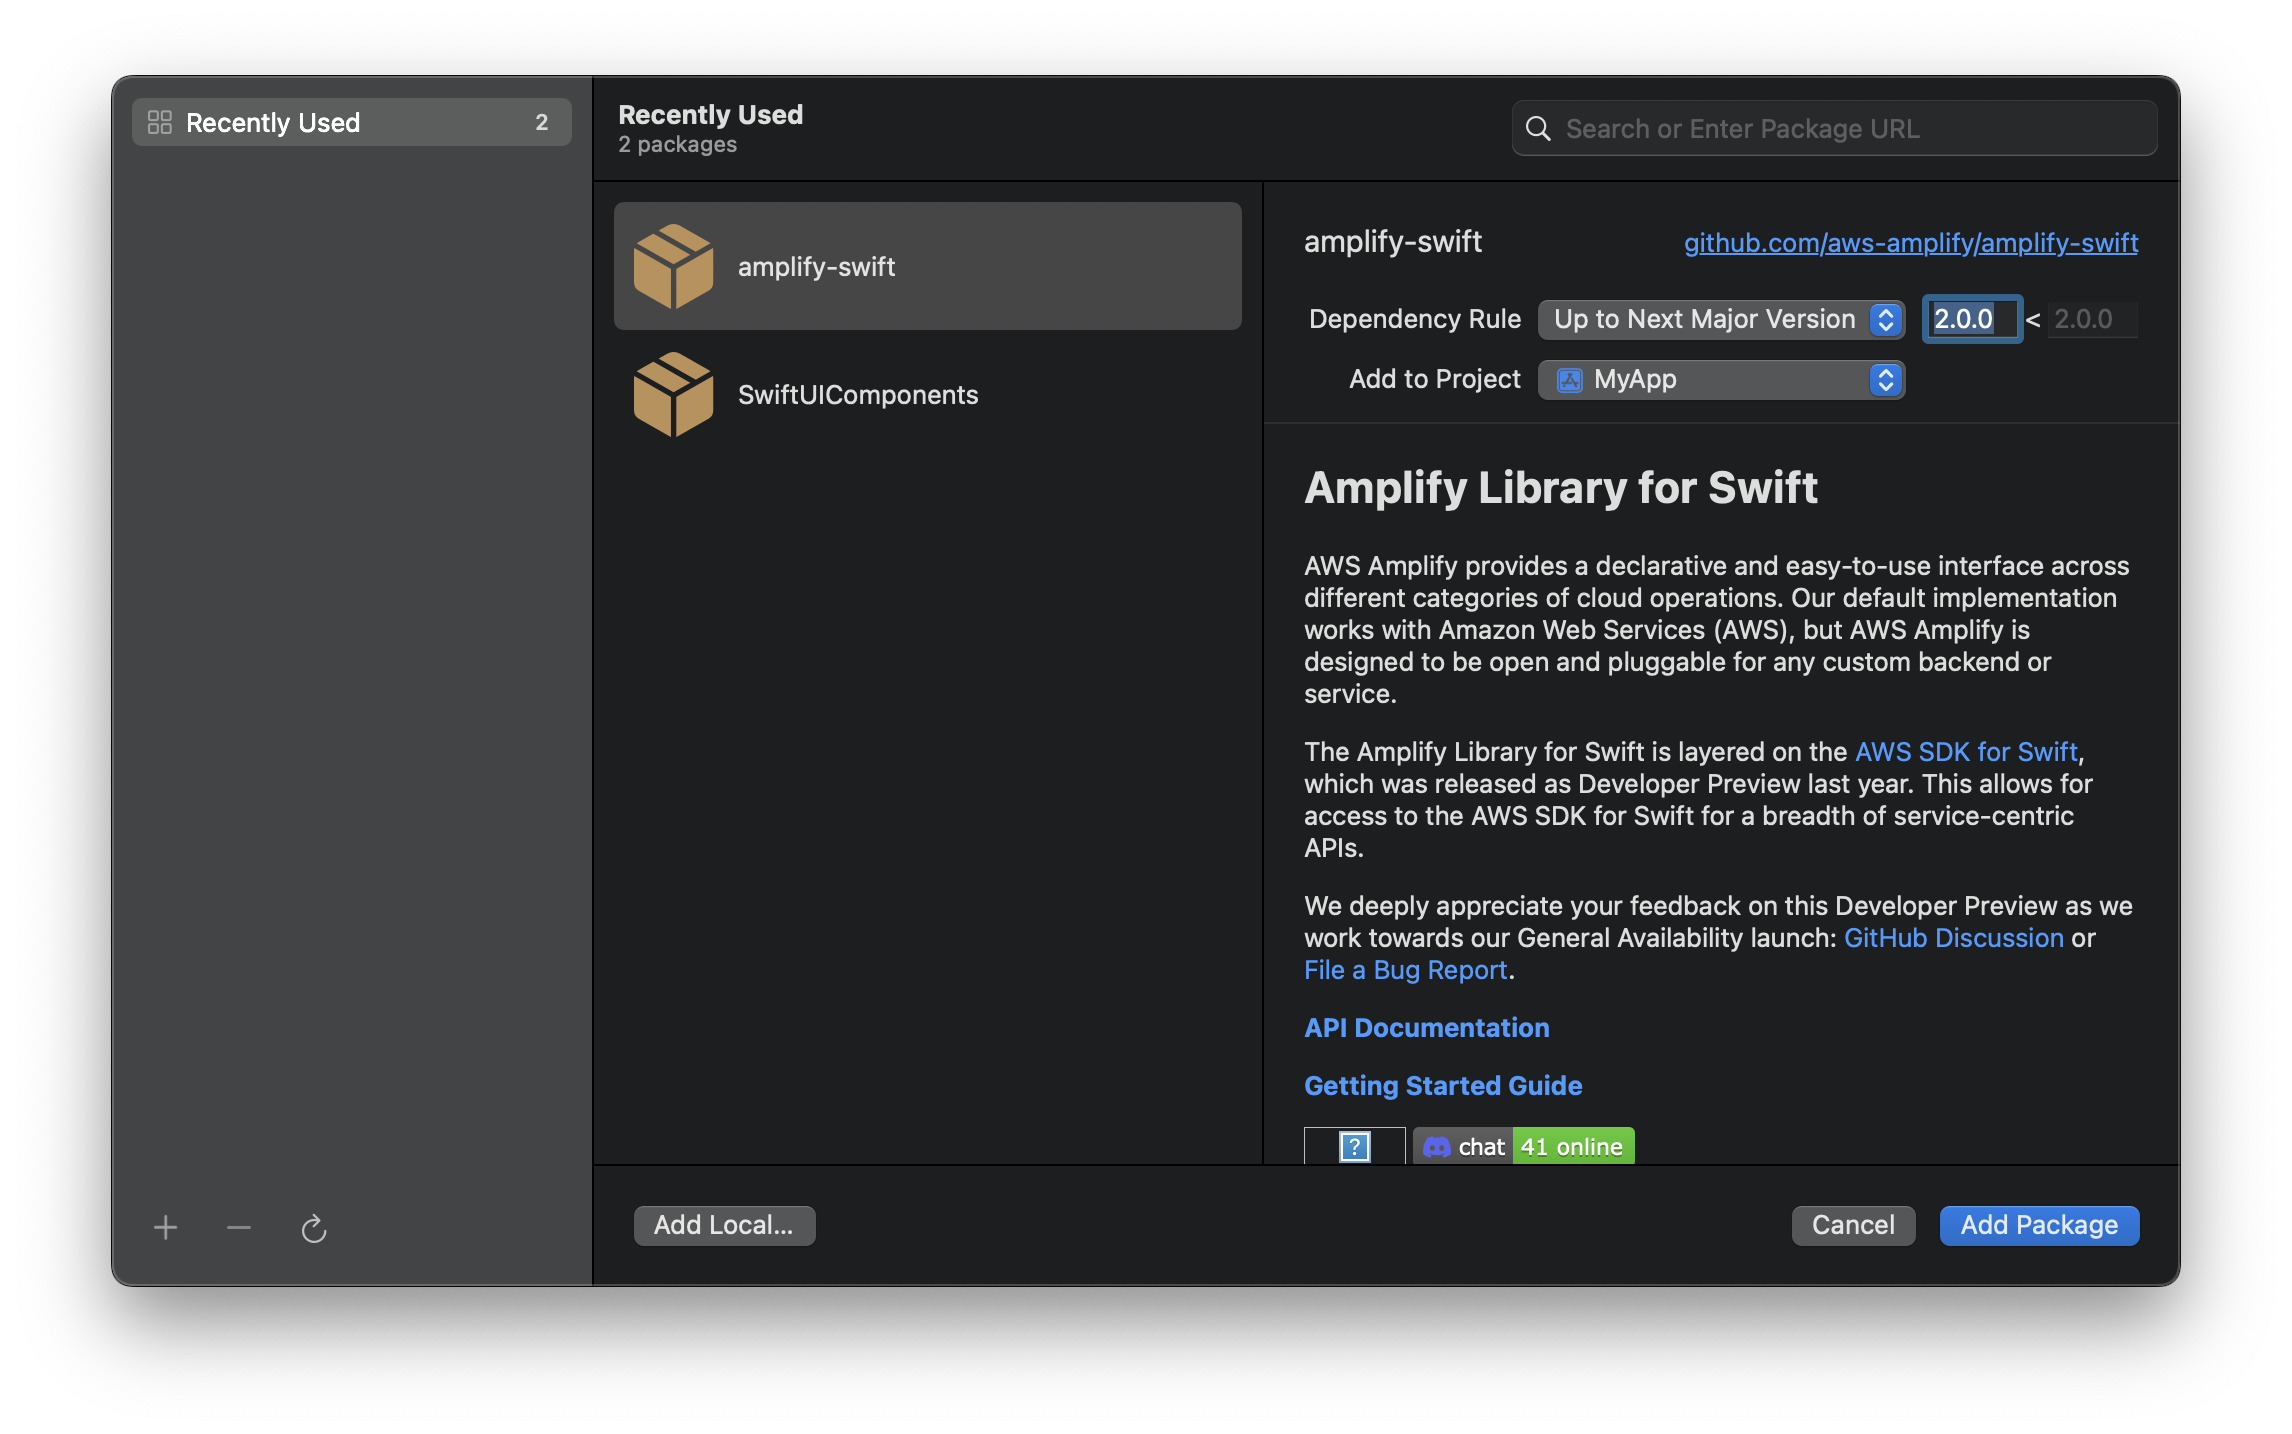 Recently Used 2
Recently Used
2 packages
Search or Enter Package URL
amplify-swift
SwiftUIComponents
amplify-swift github.com/aws-amplify/amplify-swift
Dependency Rule Up to Next Major Version 2.0.0 < 2.0.0
Add to Project MyApp
Amplify Library for Swift
AWS Amplify provides a declarative and easy-to-use interface across
different categories of cloud operations. Our default implementation
works with Amazon Web Services (AWS), but AWS Amplify is
designed to be open and pluggable for any custom backend or
service.
The Amplify Library for Swift is layered on the AWS SDK for Swift,
which was released as Developer Preview last year. This allows for
access to the AWS SDK for Swift for a breadth of service-centric
APIs.
We deeply appreciate your feedback on this Developer Preview as we
work towards our General Availability launch: GitHub Discussion or
File a Bug Report.
API Documentation
Getting Started Guide
? chat 41 online
Add Local... Cancel Add Package